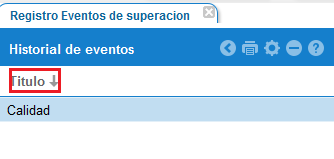 Registro Eventos de superacion
Historial de eventos
Titulo
Calidad